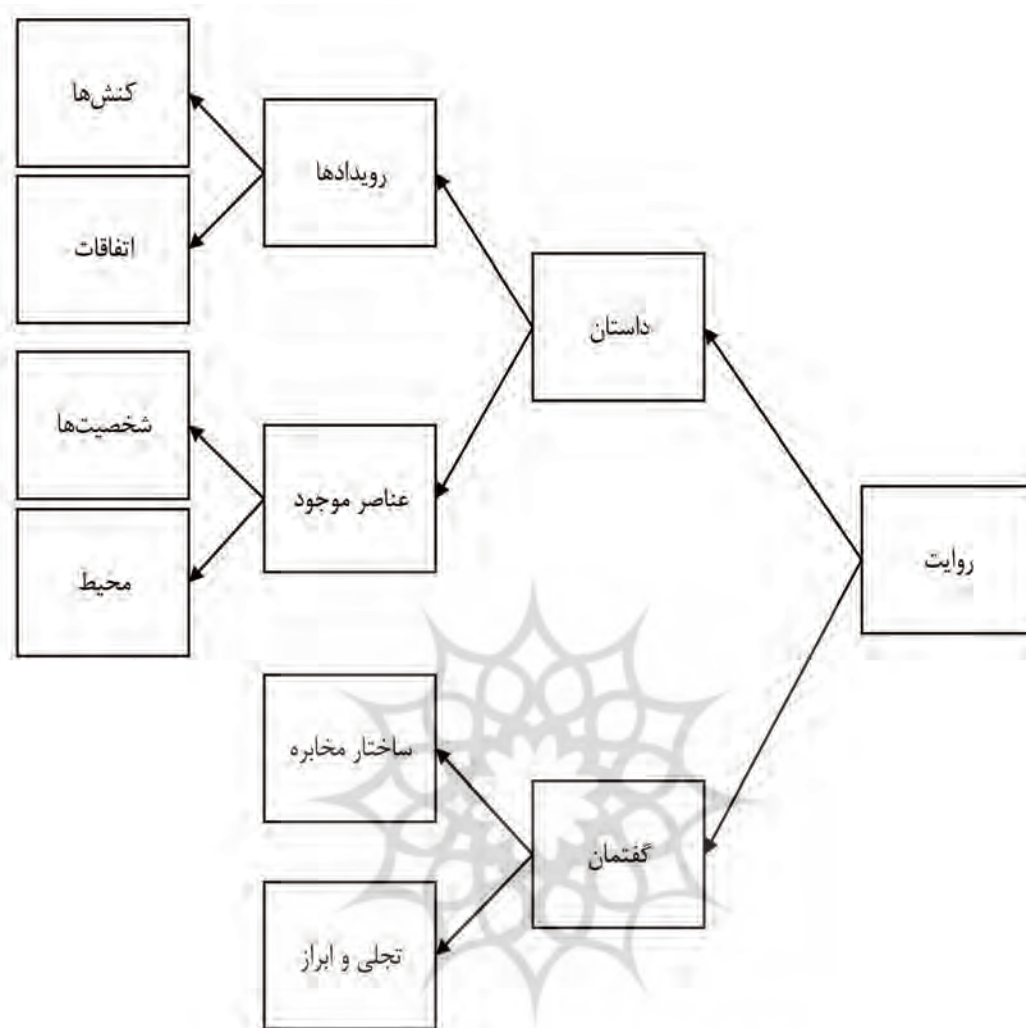 روایت
داستان
رویدادها
کنش‌ها
اتفاقات
عناصر موجود
شخصیت‌ها
محیط
گفتمان
ساختار مخابره
تجلی و ابراز